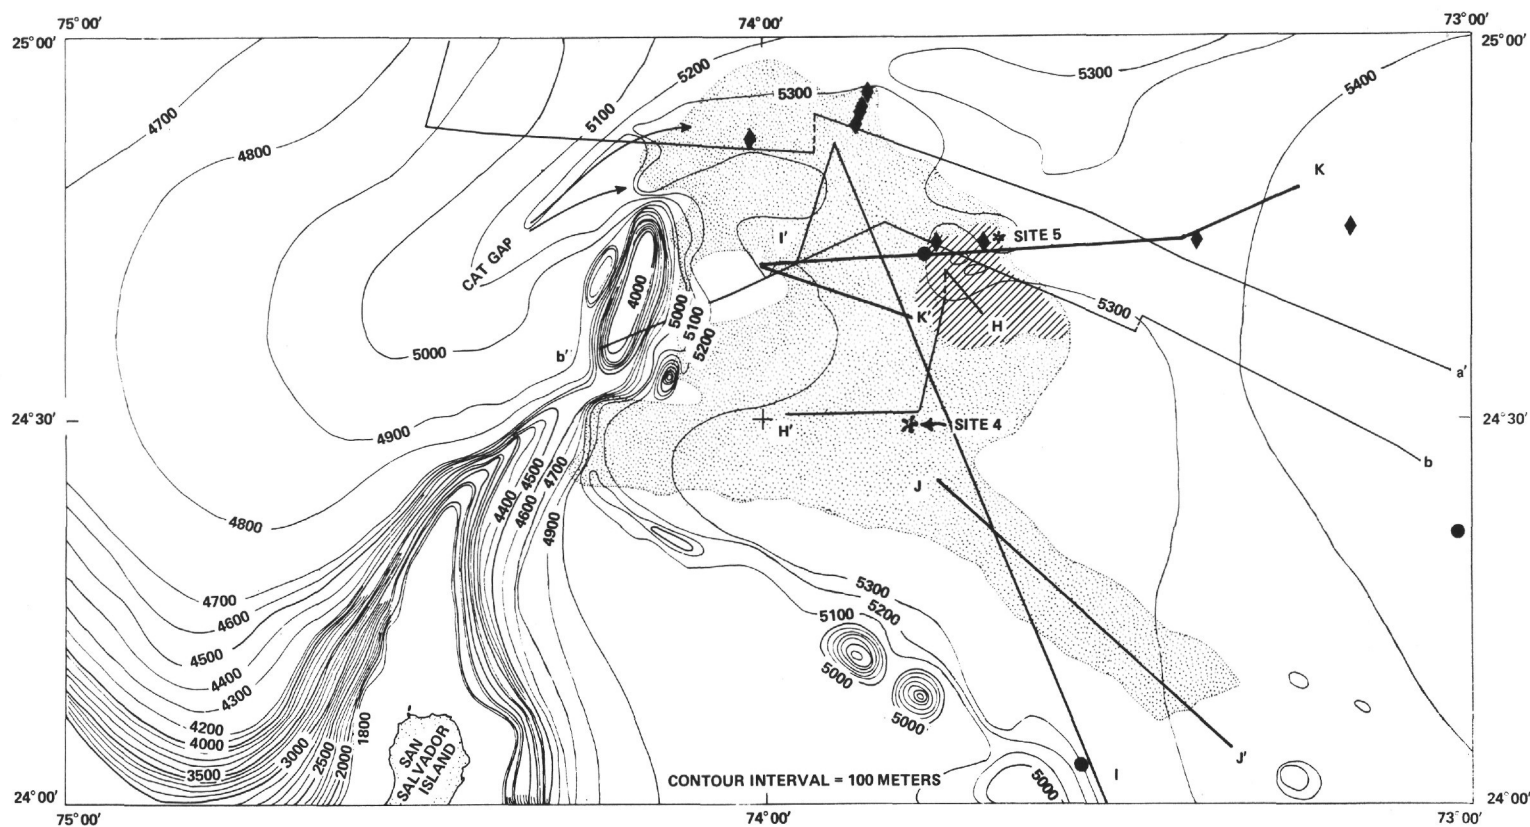 75°00′
74°00′
73°00′
25°00′
25°00′
5200
5300
5300
5400
4700
5100
4800
K
I′
SITE 5
CAT GAP
4000
5000
5100
5200
5300
K′
H
5000
b′
a′
24°30′
24°30′
4900
H′
SITE 4
b
4500
4700
4400
4600
J
4800
4900
4700
4600
5300
5200
5100
4500
4400
5000
4300
5000
4200
4000
1800
3000
2500
2000
3500
SAN
SALVADOR
ISLAND
J′
I
CONTOUR INTERVAL = 100 METERS
5000
24°00′
24°00′
75°00′
74°00′
73°00′